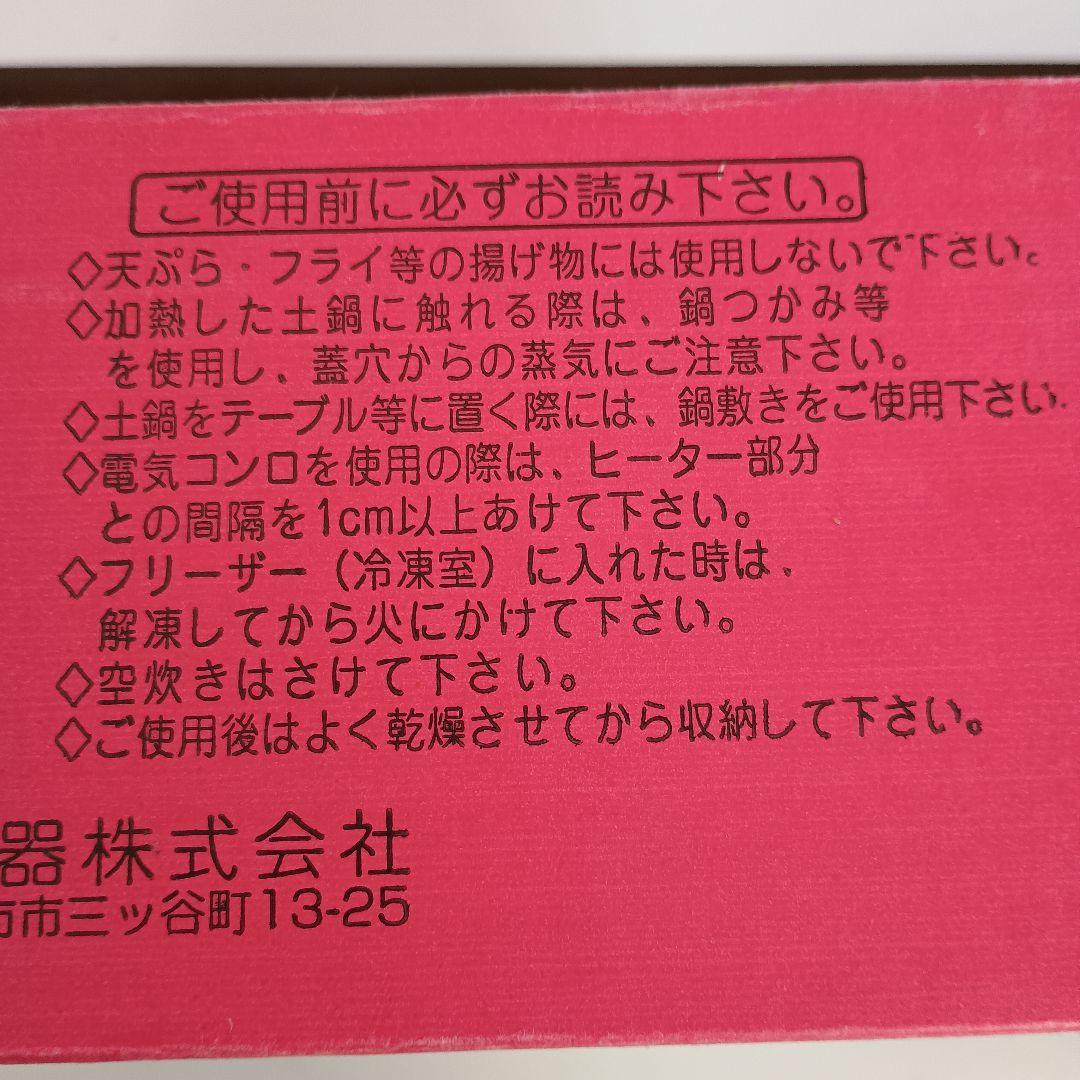 ご使用前に必ずお読み下さい。
◇天ぷら・フライ等の揚げ物には使用しないで下さい。
◇加熱した土鍋に触れる際は、鍋つかみ等
を使用し、蓋穴からの蒸気にご注意下さい。
◇土鍋をテーブル等に置く際には、鍋敷きをご使用下さい.
◇電気コンロを使用の際は、ヒーター部分
との間隔を1cm以上あけて下さい。
◇フリーザー（冷凍室）に入れた時は、
解凍してから火にかけて下さい。
◇空炊きはさけて下さい。
◇ご使用後はよく乾燥させてから収納して下さい。
器株式会社
市三ッ谷町13-25